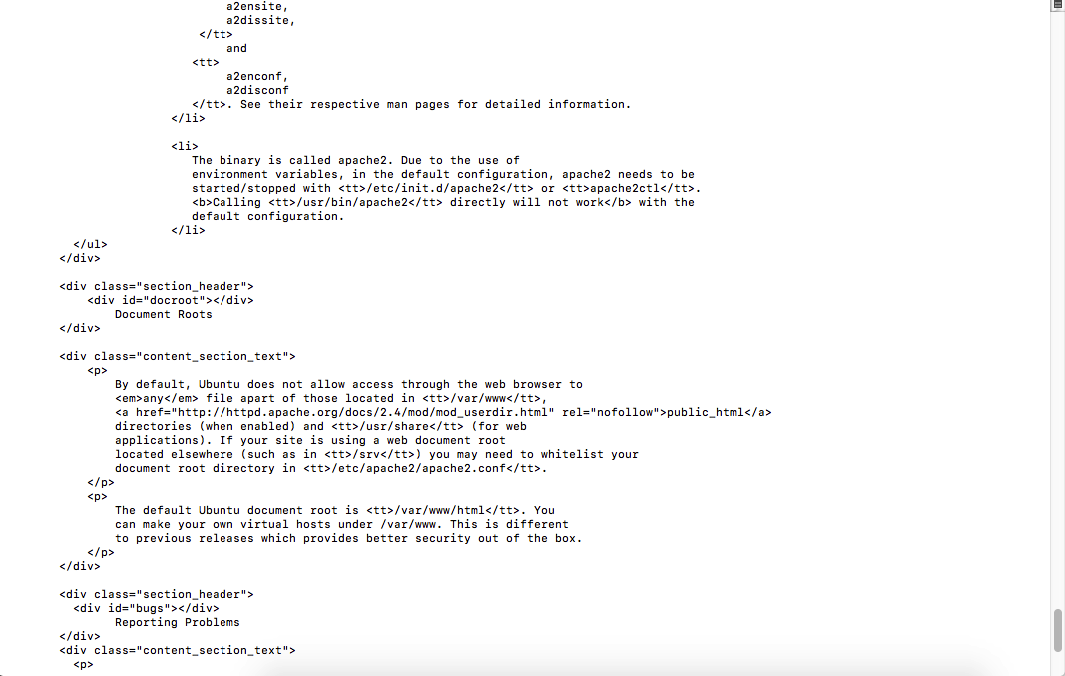 a2ensite,
a2dissite,
</tt>
and
<tt>
a2enconf,
a2disconf
</tt>. See their respective man pages for detailed information.
</li>
<li>
The binary is called apache2. Due to the use of
environment variables, in the default configuration, apache2 needs to be
started/stopped with <tt>/etc/init.d/apache2</tt> or <tt>apache2ctl</tt>.
<b>Calling <tt>/usr/bin/apache2</tt> directly will not work</b> with the
default configuration.
</li>
</ul>
</div>
<div class="section_header">
<div id="docroot"></div>
Document Roots
</div>
<div class="content_section_text">
<p>
By default, Ubuntu does not allow access through the web browser to
<em>any</em> file apart of those located in <tt>/var/www</tt>,
<a href="http://httpd.apache.org/docs/2.4/mod/mod_userdir.html" rel="nofollow">public_html</a>
directories (when enabled) and <tt>/usr/share</tt> (for web
applications). If your site is using a web document root
located elsewhere (such as in <tt>/srv</tt>) you may need to whitelist your
document root directory in <tt>/etc/apache2/apache2.conf</tt>.
</p>
<p>
The default Ubuntu document root is <tt>/var/www/html</tt>. You
can make your own virtual hosts under /var/www. This is different
to previous releases which provides better security out of the box.
</p>
</div>
<div class="section_header">
<div id="bugs"></div>
Reporting Problems
</div>
<div class="content_section_text">
<p>